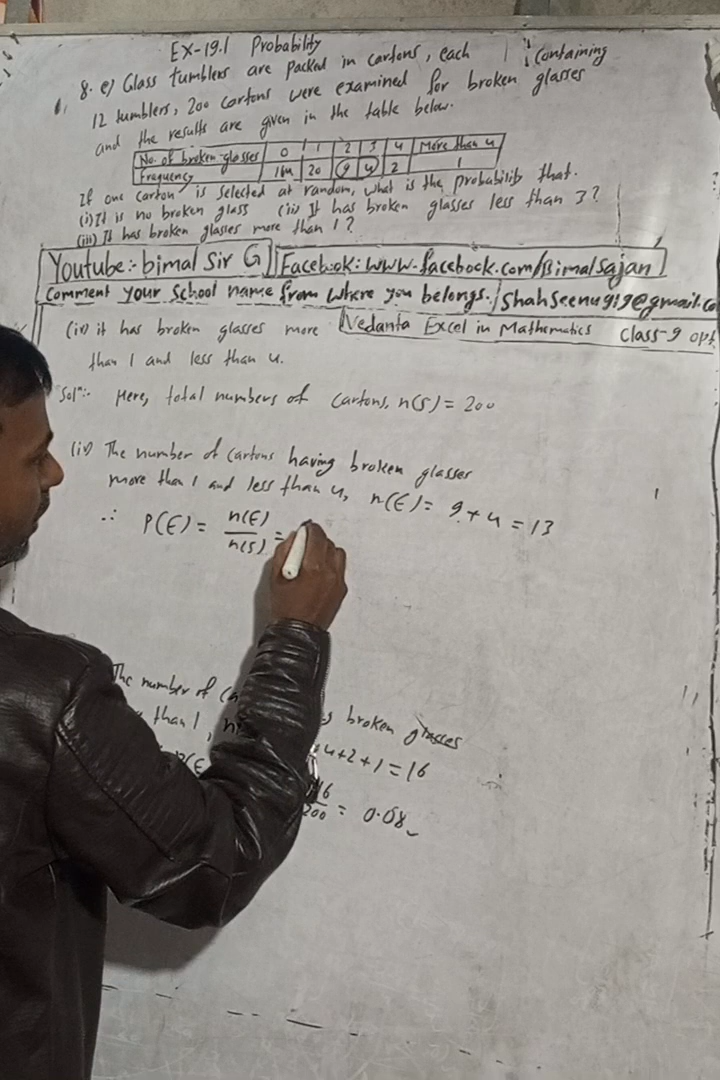 EX-19.1 Probability
8. e) Glass tumblers are packed in cartons, each containing
12 tumblers, 200 cartons were examined for broken glasses
and the results are given in the table below.
No. of broken glasses 0 1 2 3 4 More than 4
Frequency 164 20 9 4 2 1
If one carton is selected at random, what is the probability that.
(i) It is no broken glass (ii) It has broken glasses less than 3?
(iii) It has broken glasses more than 1?
Youtube:- bimal Sir G Facebook: www.facebook.com/Bimalsajan
Comment your School name from where you belongs. shahseenu919@gmail.co
(iv) it has broken glasses more Vedanta Excel in Mathematics Class-9 opt
than 1 and less than 4.
Solⁿ:- Here, total numbers of cartons, n(S) = 200
(iv) The number of cartons having broken glasses
more than 1 and less than 4, n(E) = 9 + 4 = 13
∴ P(E) = n(E)/n(S) =
The number of broken glasses
than 1, 4+2+1 = 16
16/200 = 0.08